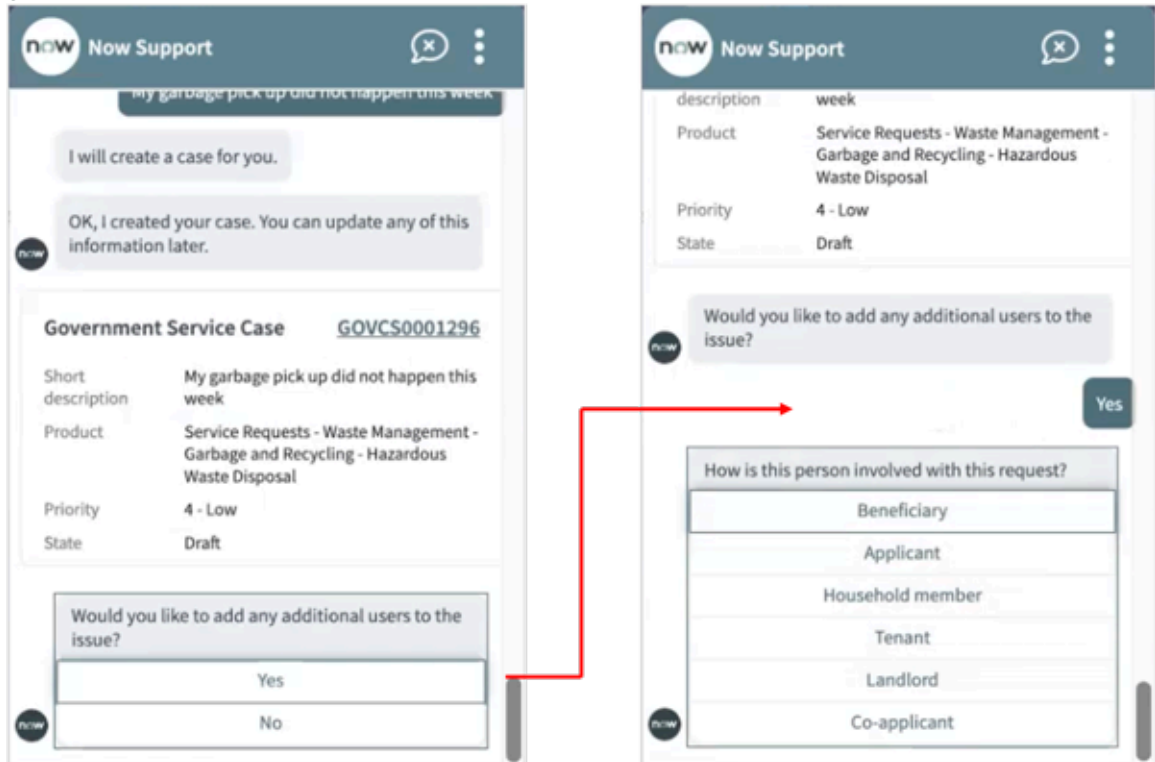 now Now Support
My garbage pick up did not happen this week
I will create a case for you.
OK, I created your case. You can update any of this
information later.
now
Government Service Case GOVCS0001296
Short
description
My garbage pick up did not happen this
week
Product
Service Requests - Waste Management -
Garbage and Recycling - Hazardous
Waste Disposal
Priority 4 - Low
State Draft
Would you like to add any additional users to the
issue?
Yes
No
now
now Now Support
description week
Product
Service Requests - Waste Management -
Garbage and Recycling - Hazardous
Waste Disposal
Priority 4 - Low
State Draft
Would you like to add any additional users to the
issue?
now
Yes
How is this person involved with this request?
Beneficiary
Applicant
Household member
Tenant
Landlord
Co-applicant
now